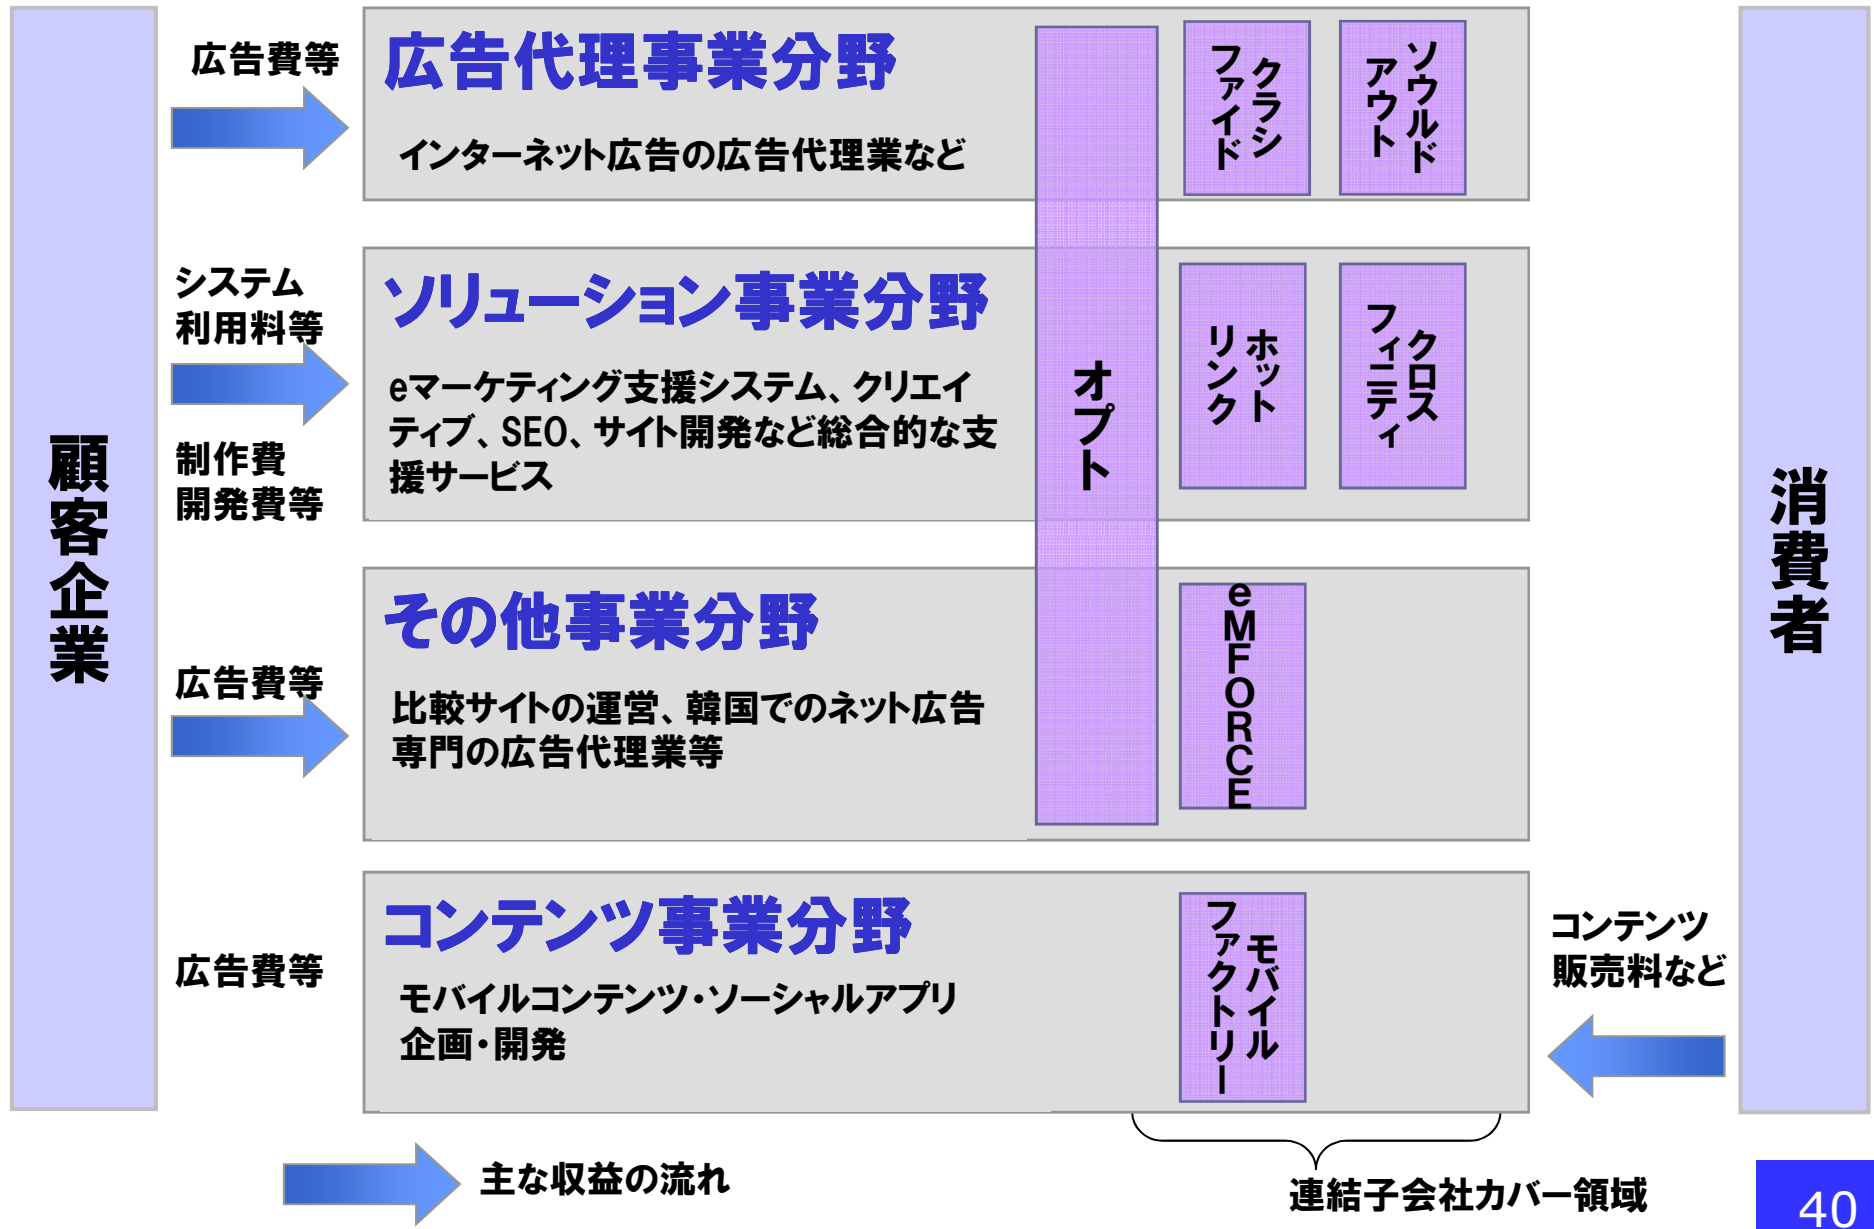 顧客企業
広告費等
広告代理事業分野
インターネット広告の広告代理業など
クラシ
ファイド
ソウルド
アウト
システム
利用料等
制作費
開発費等
ソリューション事業分野
eマーケティング支援システム、クリエイ
ティブ、SEO、サイト開発など総合的な支
援サービス
オプト
ホット
リンク
クロス
フィニティ
広告費等
その他事業分野
比較サイトの運営、韓国でのネット広告
専門の広告代理業等
eMFORCE
広告費等
コンテンツ事業分野
モバイルコンテンツ・ソーシャルアプリ
企画・開発
モバイル
ファクトリー
コンテンツ
販売料など
消費者
主な収益の流れ
連結子会社カバー領域
40